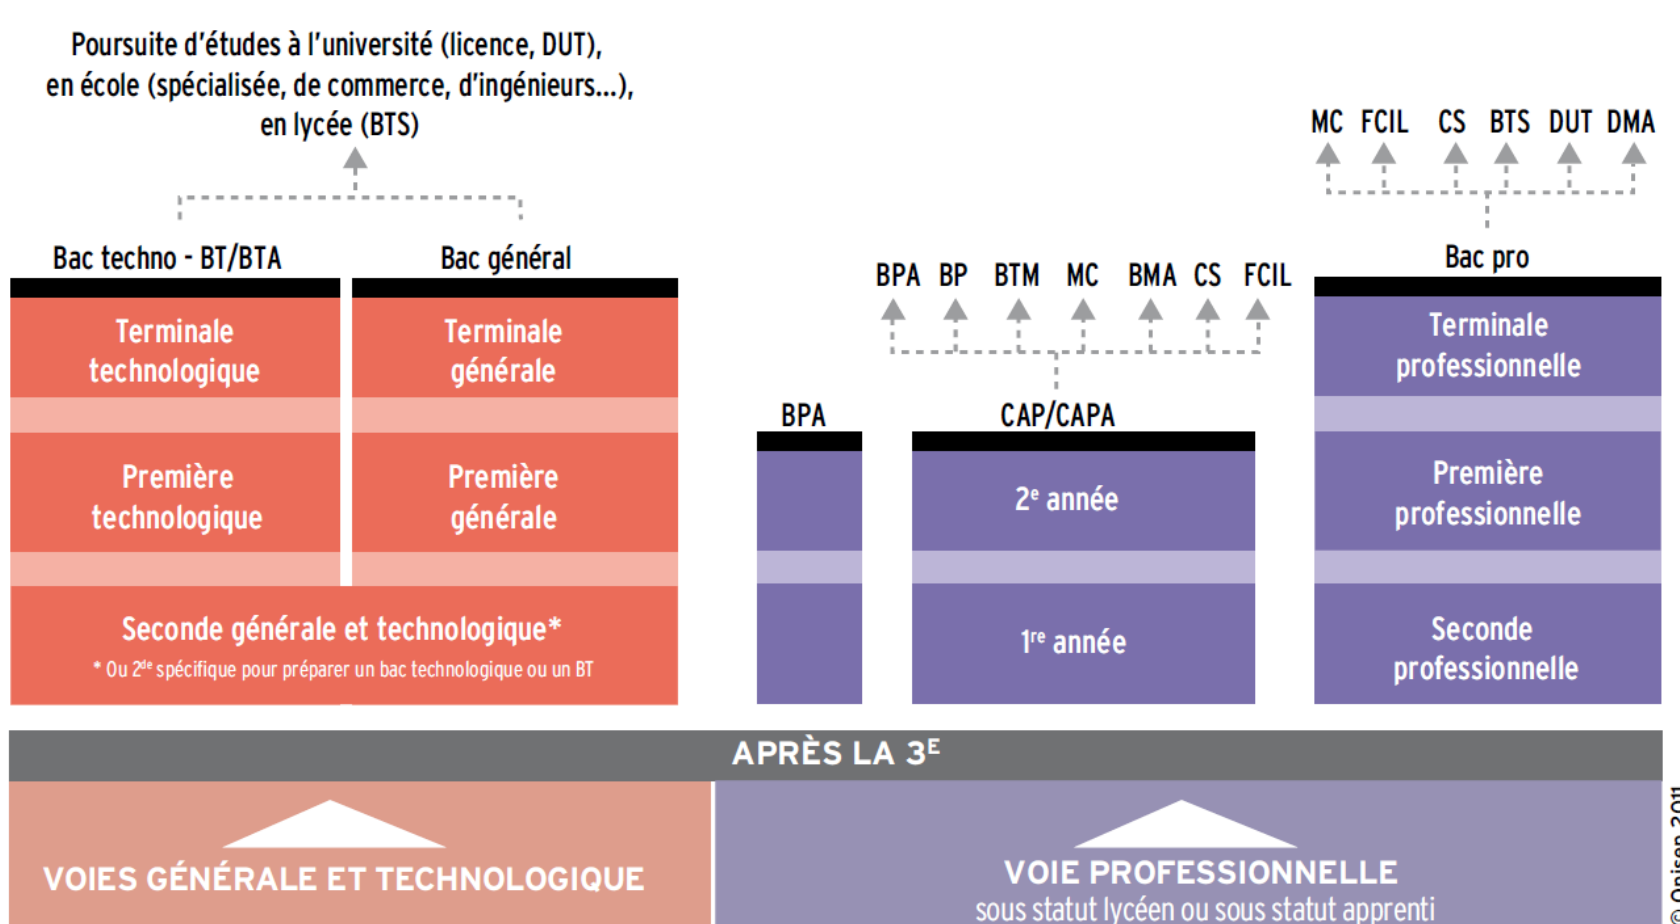 Poursuite d'études à l'université (licence, DUT),
en école (spécialisée, de commerce, d'ingénieurs...),
en lycée (BTS)
MC FCIL CS BTS DUT DMA
Bac techno - BT/BTA
Bac général
Bac pro
BPA BP BTM MC BMA CS FCIL
Terminale
technologique
Terminale
générale
Terminale
professionnelle
BPA
CAP/CAPA
Première
technologique
Première
générale
2e année
Première
professionnelle
Seconde générale et technologique*
* Ou 2de spécifique pour préparer un bac technologique ou un BT
1re année
Seconde
professionnelle
APRÈS LA 3E
VOIES GÉNÉRALE ET TECHNOLOGIQUE
VOIE PROFESSIONNELLE
sous statut lycéen ou sous statut apprenti
© Onisep 2011